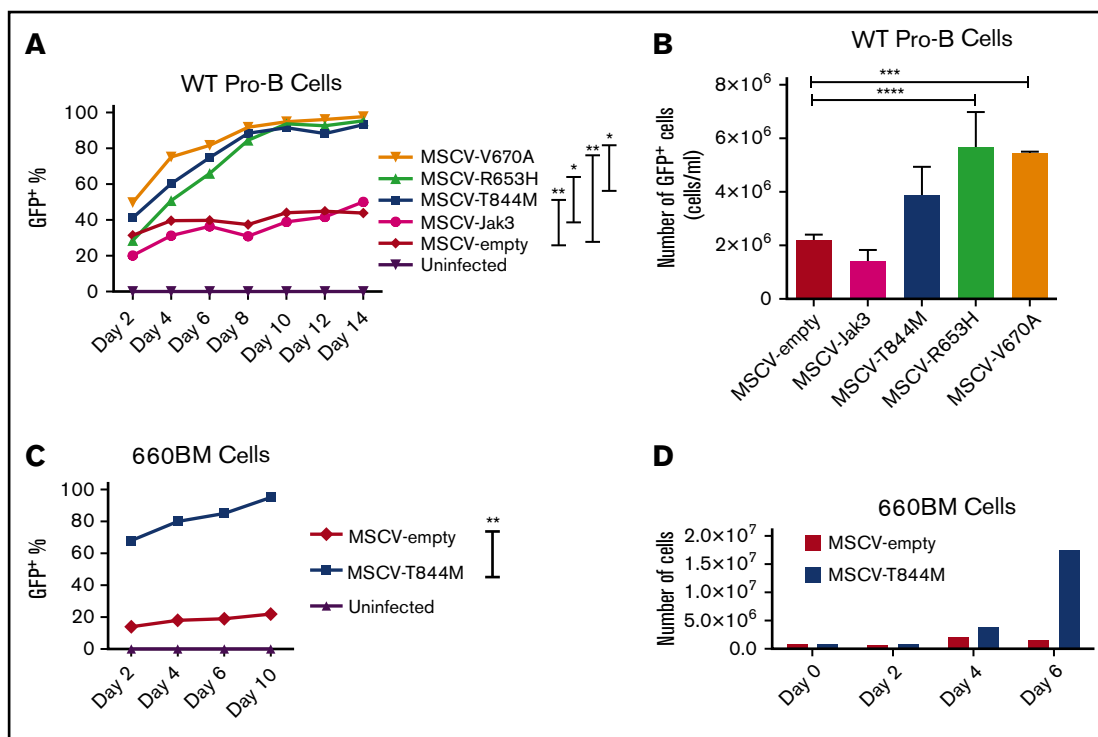 A
WT Pro-B Cells
GFP⁺ %
100
80
60
40
20
0
Day 2
Day 4
Day 6
Day 8
Day 10
Day 12
Day 14
MSCV-V670A
MSCV-R653H
MSCV-T844M
MSCV-Jak3
MSCV-empty
Uninfected
**
*
**
*
B
WT Pro-B Cells
***
****
Number of GFP⁺ cells
(cells/ml)
8×10⁶
6×10⁶
4×10⁶
2×10⁶
0
MSCV-empty
MSCV-Jak3
MSCV-T844M
MSCV-R653H
MSCV-V670A
C
660BM Cells
GFP⁺ %
100
80
60
40
20
0
Day 2
Day 4
Day 6
Day 10
MSCV-empty
MSCV-T844M
Uninfected
**
D
660BM Cells
Number of cells
2.0×10⁷
1.5×10⁷
1.0×10⁷
5.0×10⁶
0.0
MSCV-empty
MSCV-T844M
Day 0
Day 2
Day 4
Day 6